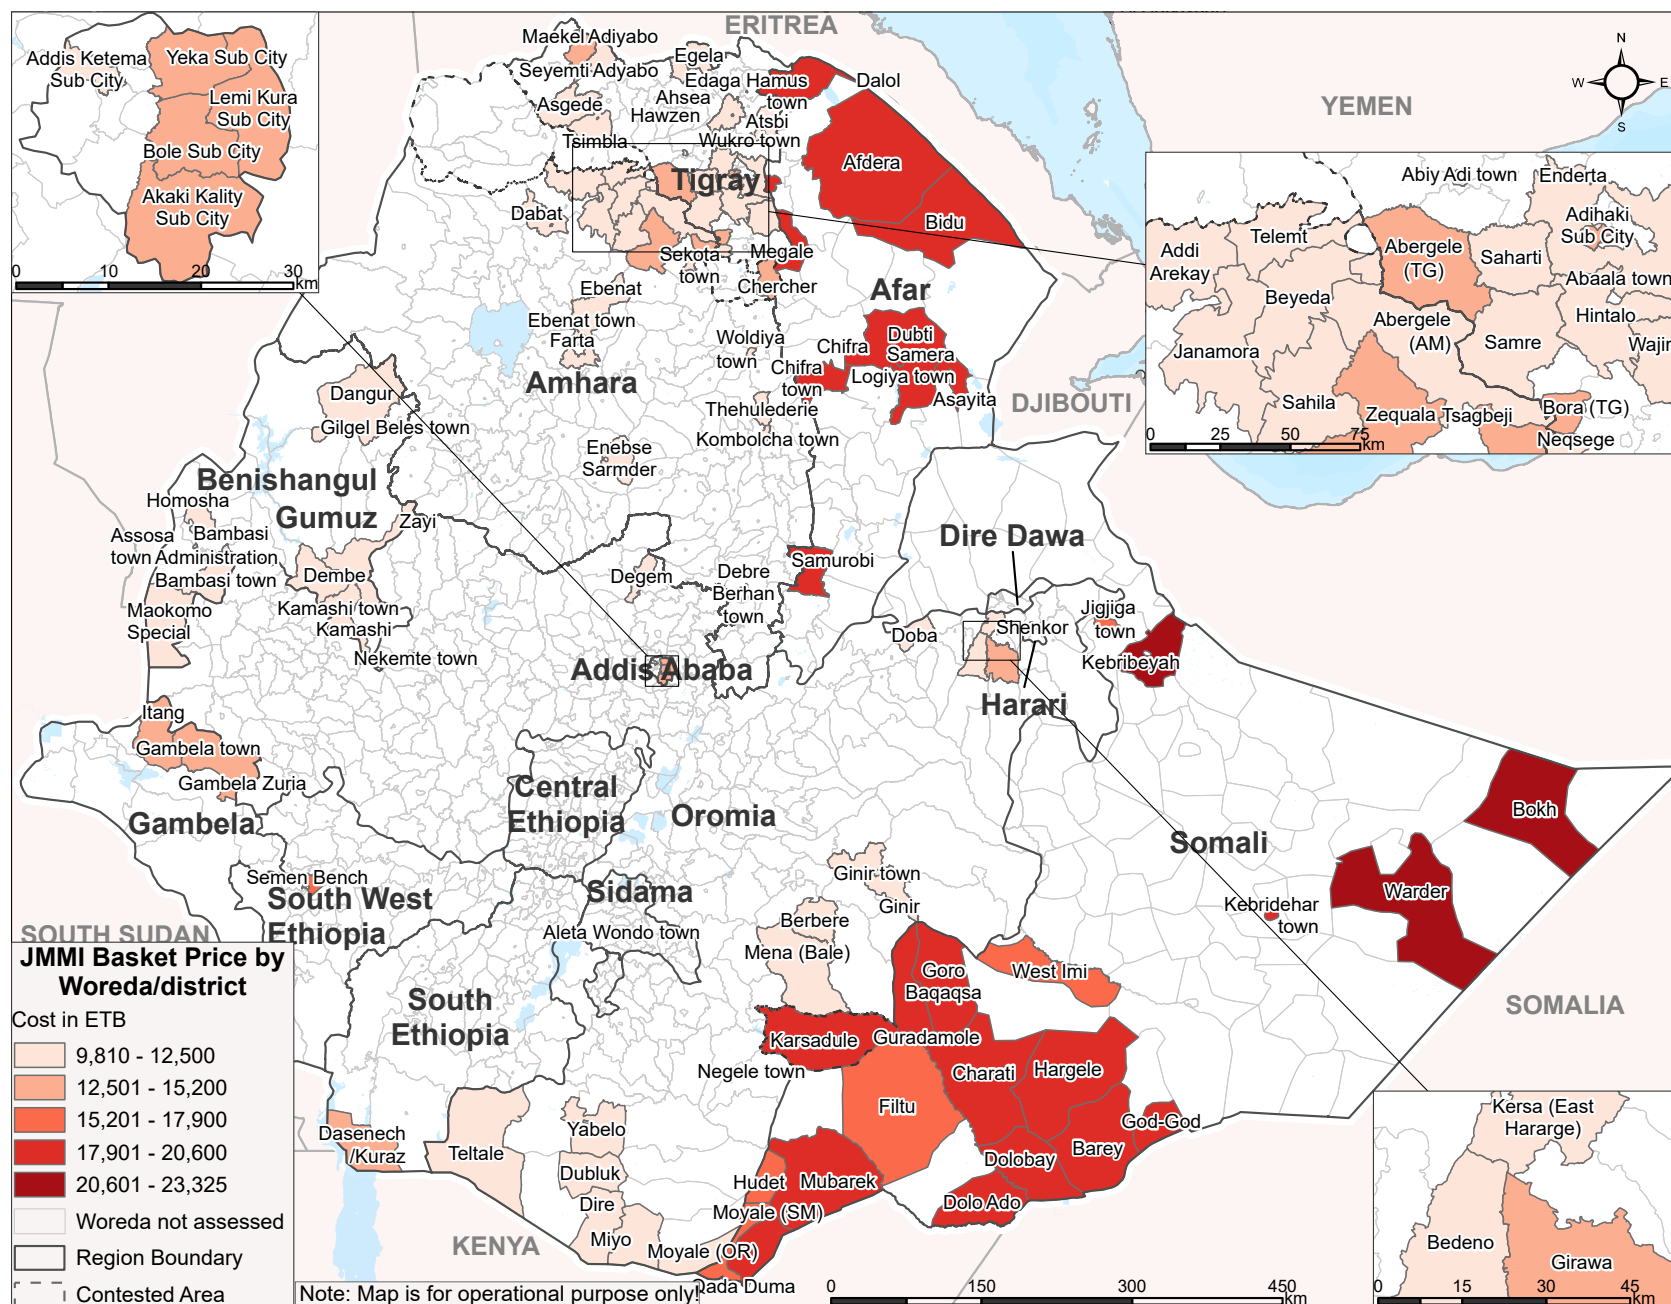 ERITREA
YEMEN
DJIBOUTI
SOMALIA
KENYA
SOUTH SUDAN
N
W
E
S
Addis Ketema
Sub City
Yeka Sub City
Lemi Kura
Sub City
Bole Sub City
Akaki Kality
Sub City
0
10
20
30
km
Maekel Adiyabo
Seyemti Adyabo
Egela
Edaga Hamus
town
Dalol
Asgede
Ahsea
Hawzen
Atsbi
Tsimbla
Wukro town
Afdera
Tigray
Dabat
Bidu
Sekota
town
Megale
Chercher
Afar
Ebenat
Ebenat town
Farta
Woldiya
town
Dubti
Chifra
Samera
Logiya town
Chifra
town
Asayita
Amhara
Dangur
Gilgel Beles town
Thehulederie
Kombolcha town
Enebse
Sarmder
Benishangul
Gumuz
Homosha
Zayi
Assosa
town
Bambasi
Administration
Bambasi town
Dembe
Maokomo
Special
Kamashi town
Kamashi
Nekemte town
Degem
Debre
Berhan
town
Samurobi
Dire Dawa
Doba
Shenkor
Jigjiga
town
Kebribeyah
Addis Ababa
Harari
Itang
Gambela town
Gambela Zuria
Gambela
Central
Ethiopia
Oromia
Somali
Bokh
Warder
Kebridehar
town
Semen Bench
South West
Ethiopia
Sidama
Aleta Wondo town
Ginir town
Ginir
Berbere
Mena (Bale)
South
Ethiopia
Goro
Baqaqsa
West Imi
Karsadule
Guradamole
Negele town
Charati
Hargele
Filtu
God-God
Barey
Dolobay
Dolo Ado
Dasenech
/Kuraz
Teltale
Yabelo
Dubluk
Dire
Miyo
Hudet
Mubarek
Moyale (SM)
Moyale (OR)
Qada Duma
Abiy Adi town
Enderta
Adihaki
Sub City
Telemt
Addi
Arekay
Abergele
(TG)
Saharti
Abaala town
Beyeda
Hintalo
Abergele
(AM)
Samre
Wajir
Janamora
Sahila
Zequala
Tsagbeji
Bora (TG)
Neqsege
0
25
50
75
km
Kersa (East
Hararge)
Bedeno
Girawa
0
15
30
45
km
JMMI Basket Price by
Woreda/district
Cost in ETB
9,810 - 12,500
12,501 - 15,200
15,201 - 17,900
17,901 - 20,600
20,601 - 23,325
Woreda not assessed
Region Boundary
Contested Area
Note: Map is for operational purpose only!
0
150
300
450
km